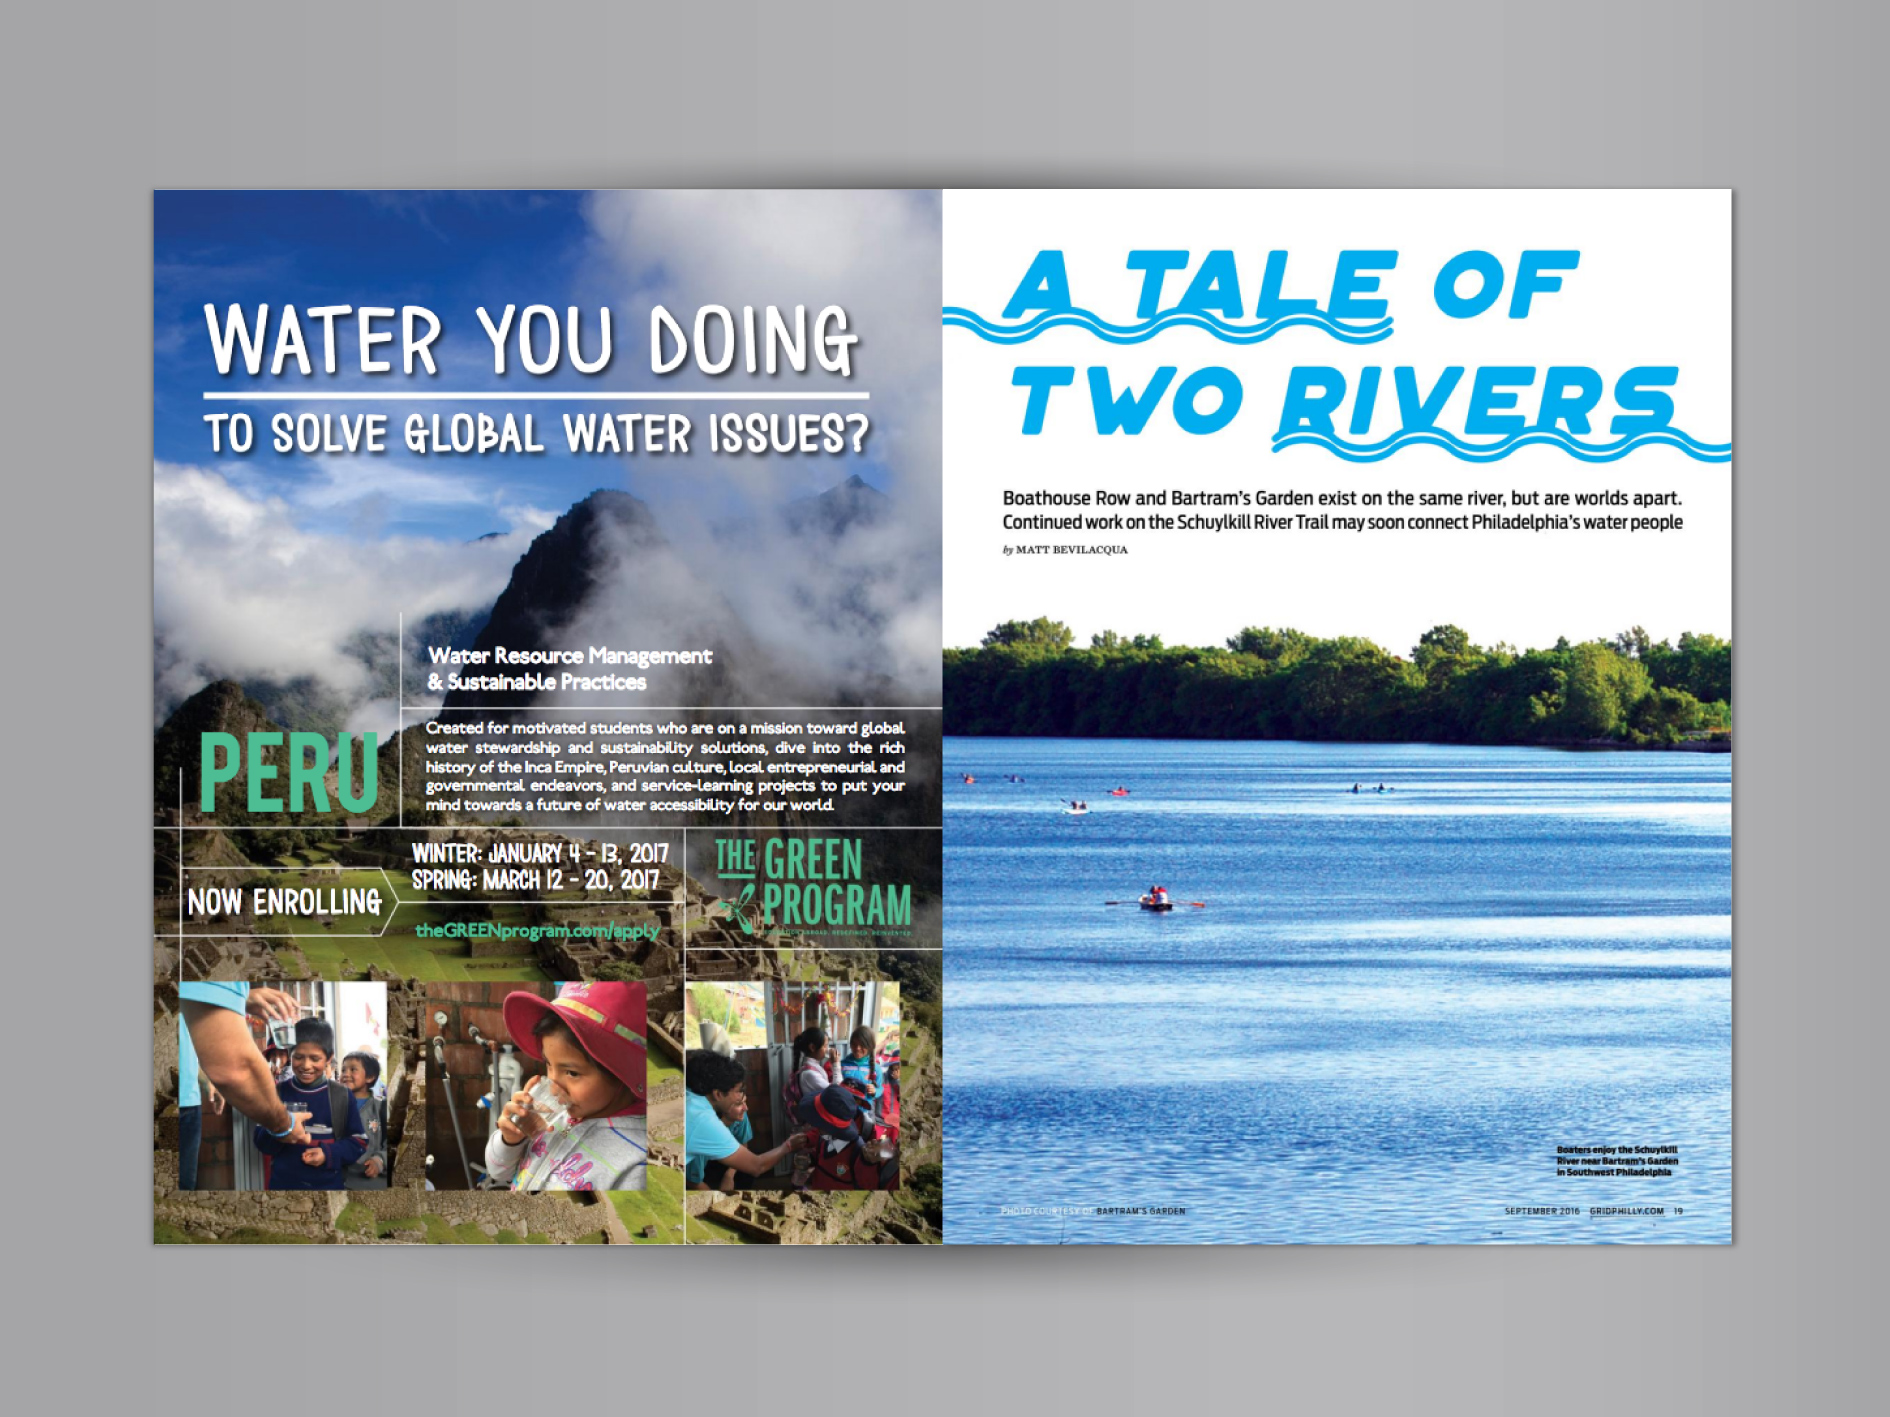 WATER YOU DOING
TO SOLVE GLOBAL WATER ISSUES?
Water Resource Management
& Sustainable Practices
PERU
Created for motivated students who are on a mission toward global
water stewardship and sustainability solutions, dive into the rich
history of the Inca Empire, Peruvian culture, local entrepreneurial and
governmental endeavors, and service-learning projects to put your
mind towards a future of water accessibility for our world.
NOW ENROLLING
WINTER: JANUARY 4 - 13, 2017
SPRING: MARCH 12 - 20, 2017
theGREENprogram.com/apply
THE GREEN
PROGRAM
A TALE OF
TWO RIVERS
Boathouse Row and Bartram's Garden exist on the same river, but are worlds apart.
Continued work on the Schuylkill River Trail may soon connect Philadelphia's water people
by MATT BEVILACQUA
Boaters enjoy the Schuylkill
River near Bartram's Garden
in Southwest Philadelphia
PHOTO COURTESY OF BARTRAM'S GARDEN
SEPTEMBER 2016 GRIDPHILLY.COM 19